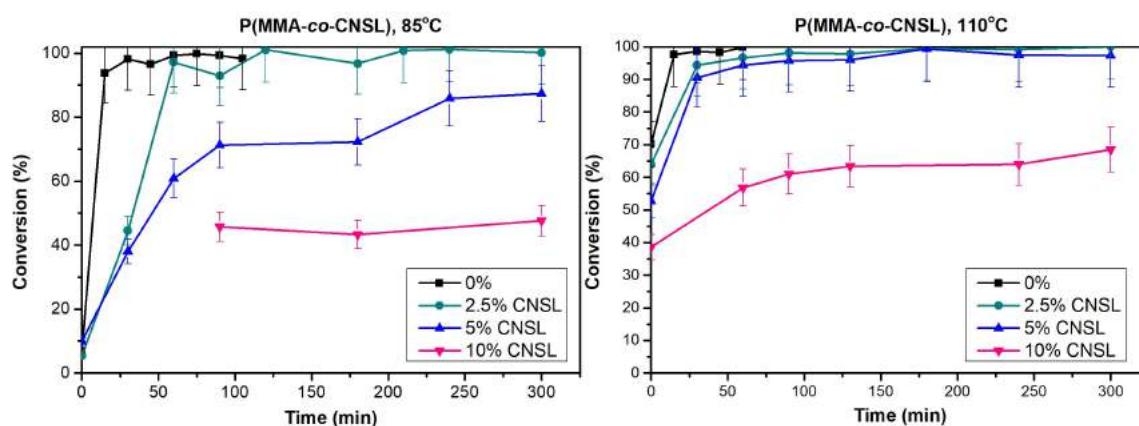 P(MMA-co-CNSL), 85°C
Conversion (%)
100
80
60
40
20
0
0%
2.5% CNSL
5% CNSL
10% CNSL
0 50 100 150 200 250 300
Time (min)
P(MMA-co-CNSL), 110°C
Conversion (%)
100
90
80
70
60
50
40
30
20
10
0
0%
2.5% CNSL
5% CNSL
10% CNSL
0 50 100 150 200 250 300
Time (min)